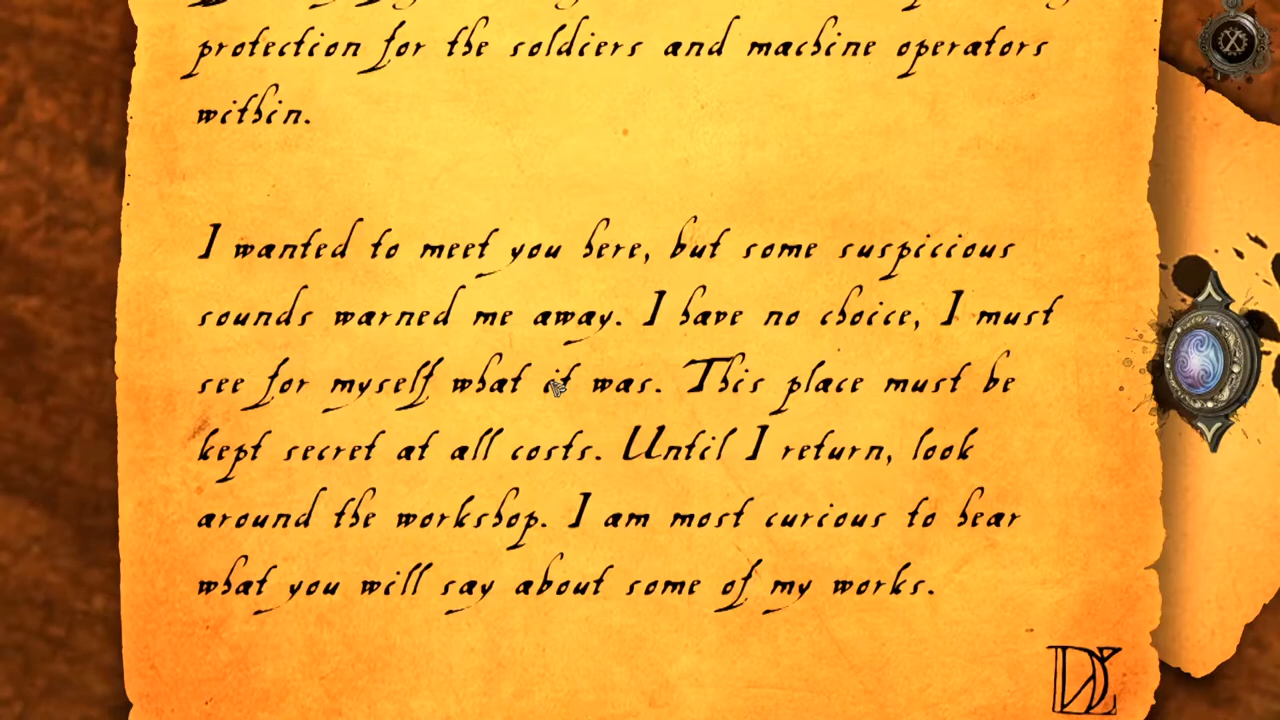 protection for the soldiers and machine operators
within.
I wanted to meet you here, but some suspicious
sounds warned me away. I have no choice, I must
see for myself what it was. This place must be
kept secret at all costs. Until I return, look
around the workshop. I am most curious to hear
what you will say about some of my works.